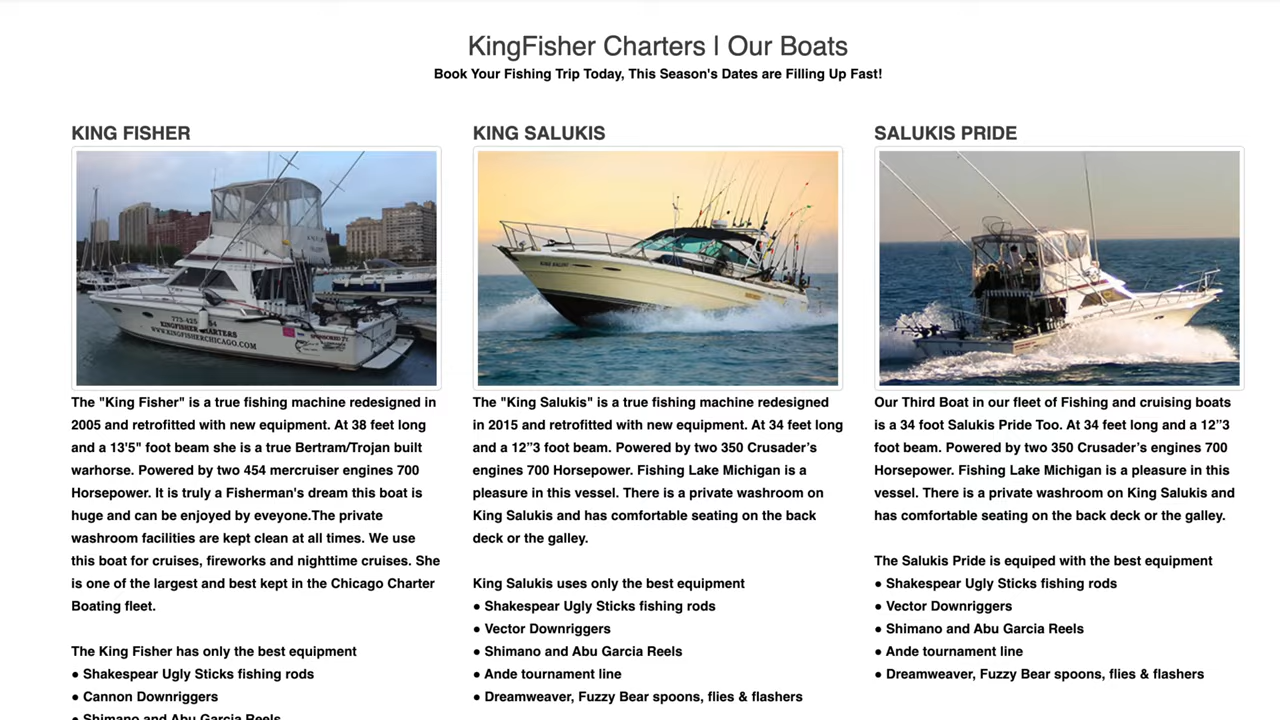 KingFisher Charters | Our Boats
Book Your Fishing Trip Today, This Season's Dates are Filling Up Fast!
KING FISHER
773-425
KINGFISHER CHARTERS
WWW.KINGFISHERCHICAGO.COM
The "King Fisher" is a true fishing machine redesigned in
2005 and retrofitted with new equipment. At 38 feet long
and a 13'5" foot beam she is a true Bertram/Trojan built
warhorse. Powered by two 454 mercruiser engines 700
Horsepower. It is truly a Fisherman's dream this boat is
huge and can be enjoyed by eveyone.The private
washroom facilities are kept clean at all times. We use
this boat for cruises, fireworks and nighttime cruises. She
is one of the largest and best kept in the Chicago Charter
Boating fleet.
The King Fisher has only the best equipment
● Shakespear Ugly Sticks fishing rods
● Cannon Downriggers
● Shimano and Abu Garcia Reels
KING SALUKIS
The "King Salukis" is a true fishing machine redesigned
in 2015 and retrofitted with new equipment. At 34 feet long
and a 12”3 foot beam. Powered by two 350 Crusader’s
engines 700 Horsepower. Fishing Lake Michigan is a
pleasure in this vessel. There is a private washroom on
King Salukis and has comfortable seating on the back
deck or the galley.
King Salukis uses only the best equipment
● Shakespear Ugly Sticks fishing rods
● Vector Downriggers
● Shimano and Abu Garcia Reels
● Ande tournament line
● Dreamweaver, Fuzzy Bear spoons, flies & flashers
SALUKIS PRIDE
Our Third Boat in our fleet of Fishing and cruising boats
is a 34 foot Salukis Pride Too. At 34 feet long and a 12”3
foot beam. Powered by two 350 Crusader’s engines 700
Horsepower. Fishing Lake Michigan is a pleasure in this
vessel. There is a private washroom on King Salukis and
has comfortable seating on the back deck or the galley.
The Salukis Pride is equiped with the best equipment
● Shakespear Ugly Sticks fishing rods
● Vector Downriggers
● Shimano and Abu Garcia Reels
● Ande tournament line
● Dreamweaver, Fuzzy Bear spoons, flies & flashers